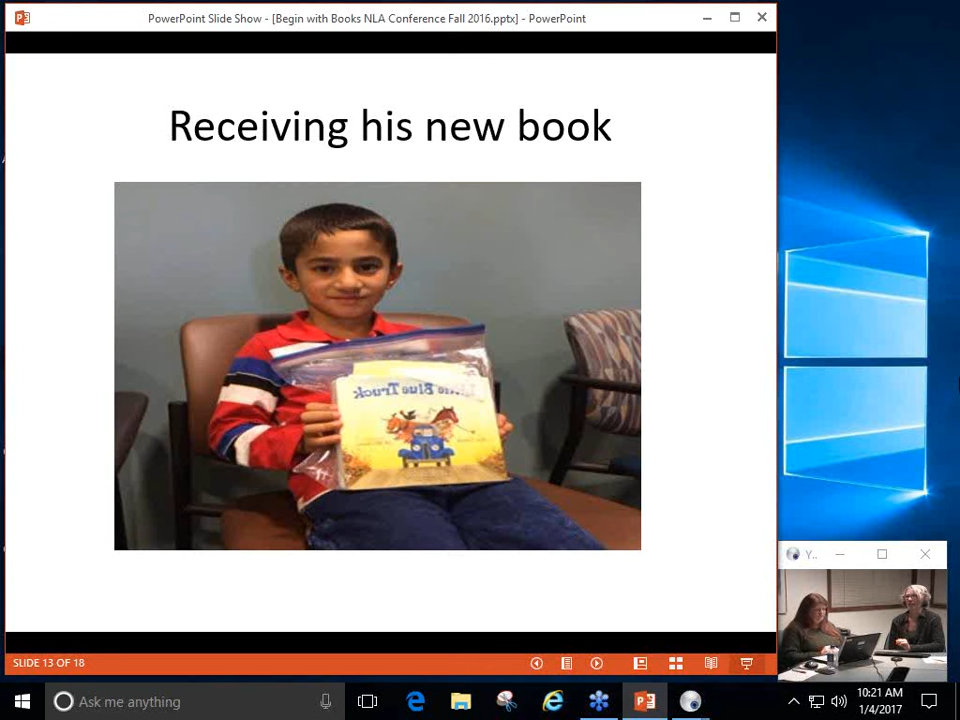 PowerPoint Slide Show - [Begin with Books NLA Conference Fall 2016.pptx] - PowerPoint
Receiving his new book
Blue Truck
Y..
SLIDE 13 OF 18
Ask me anything
10:21 AM
1/4/2017